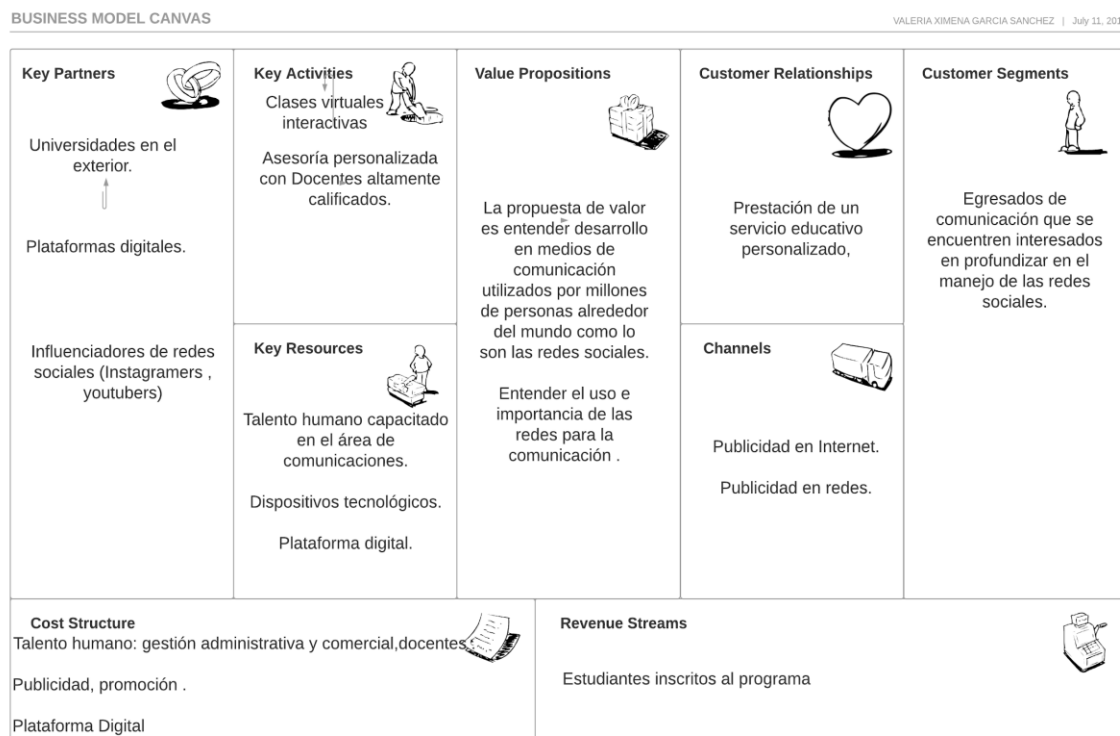 BUSINESS MODEL CANVAS
VALERIA XIMENA GARCIA SANCHEZ | July 11, 201
Key Partners
Universidades en el
exterior.
Plataformas digitales.
Influenciadores de redes
sociales (Instagramers ,
youtubers)
Key Activities
Clases virtuales
interactivas
Asesoría personalizada
con Docentes altamente
calificados.
Key Resources
Talento humano capacitado
en el área de
comunicaciones.
Dispositivos tecnológicos.
Plataforma digital.
Value Propositions
La propuesta de valor
es entender desarrollo
en medios de
comunicación
utilizados por millones
de personas alrededor
del mundo como lo
son las redes sociales.
Entender el uso e
importancia de las
redes para la
comunicación .
Customer Relationships
Prestación de un
servicio educativo
personalizado,
Channels
Publicidad en Internet.
Publicidad en redes.
Customer Segments
Egresados de
comunicación que se
encuentren interesados
en profundizar en el
manejo de las redes
sociales.
Cost Structure
Talento humano: gestión administrativa y comercial,docentes.
Publicidad, promoción .
Plataforma Digital
Revenue Streams
Estudiantes inscritos al programa